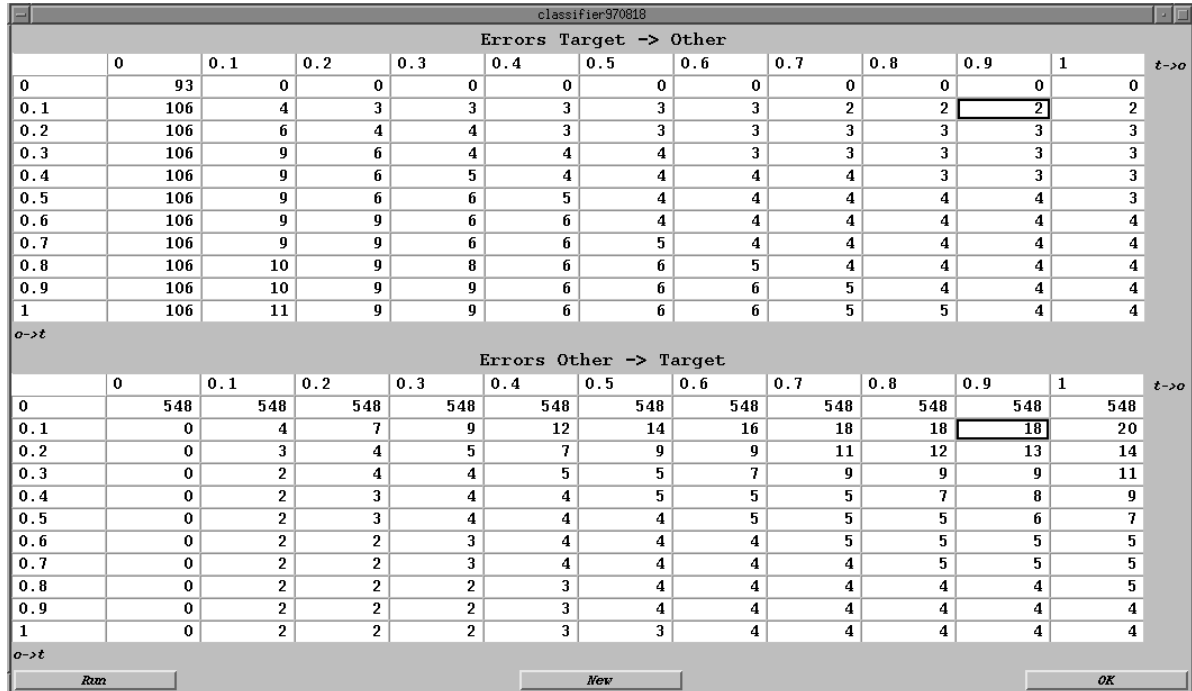 classifier970818
Errors Target -> Other
0 0.1 0.2 0.3 0.4 0.5 0.6 0.7 0.8 0.9 1 t->o
0 93 0 0 0 0 0 0 0 0 0 0
0.1 106 4 3 3 3 3 3 2 2 2 2
0.2 106 6 4 4 3 3 3 3 3 3 3
0.3 106 9 6 4 4 4 3 3 3 3 3
0.4 106 9 6 5 4 4 4 4 3 3 3
0.5 106 9 6 6 5 4 4 4 4 4 3
0.6 106 9 9 6 6 4 4 4 4 4 4
0.7 106 9 9 6 6 5 4 4 4 4 4
0.8 106 10 9 8 6 6 5 4 4 4 4
0.9 106 10 9 9 6 6 6 5 4 4 4
1 106 11 9 9 6 6 6 5 5 4 4
o->t
Errors Other -> Target
0 0.1 0.2 0.3 0.4 0.5 0.6 0.7 0.8 0.9 1 t->o
0 548 548 548 548 548 548 548 548 548 548 548
0.1 0 4 7 9 12 14 16 18 18 18 20
0.2 0 3 4 5 7 9 9 11 12 13 14
0.3 0 2 4 4 5 5 7 9 9 9 11
0.4 0 2 3 4 4 5 5 5 7 8 9
0.5 0 2 3 4 4 4 5 5 5 6 7
0.6 0 2 2 3 4 4 4 5 5 5 5
0.7 0 2 2 3 4 4 4 4 5 5 5
0.8 0 2 2 2 3 4 4 4 4 4 5
0.9 0 2 2 2 3 4 4 4 4 4 4
1 0 2 2 2 3 3 4 4 4 4 4
o->t
Run New OK